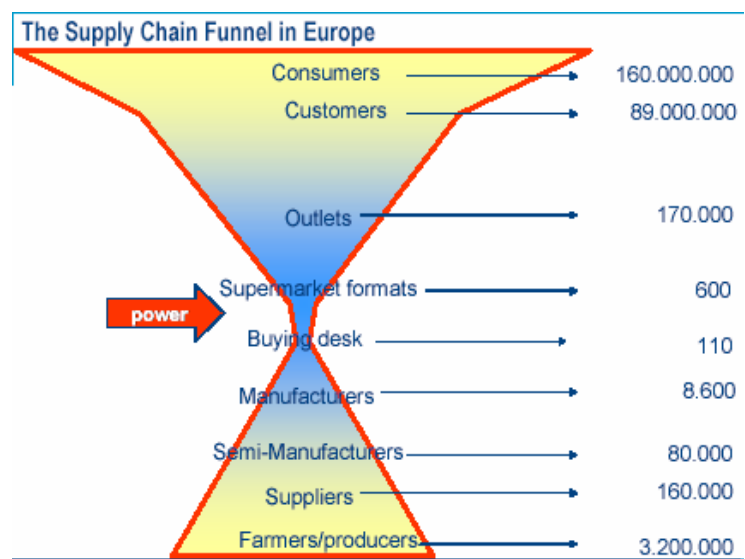 The Supply Chain Funnel in Europe
Consumers 160.000.000
Customers 89.000.000
Outlets 170.000
Supermarket formats 600
power
Buying desk 110
Manufacturers 8.600
Semi-Manufacturers 80.000
Suppliers 160.000
Farmers/producers 3.200.000